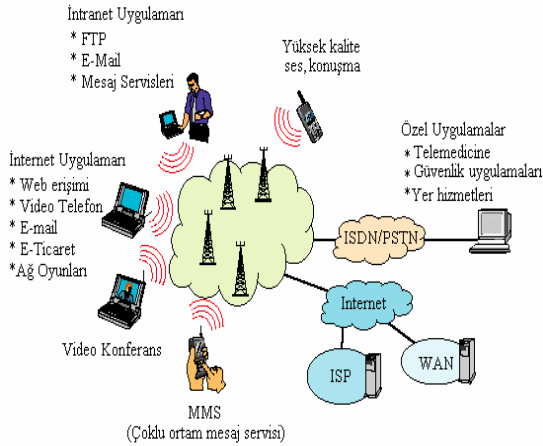 İntranet Uygulamarı
* FTP
* E-Mail
* Mesaj Servisleri
Yüksek kalite
ses, konuşma
Özel Uygulamalar
* Telemedicine
* Güvenlik uygulamaları
* Yer hizmetleri
İnternet Uygulamarı
* Web erişimi
* Video Telefon
* E-mail
* E-Ticaret
*Ağ Oyunları
ISDN/PSTN
Internet
Video Konferans
ISP
WAN
MMS
(Çoklu ortam mesaj servisi)